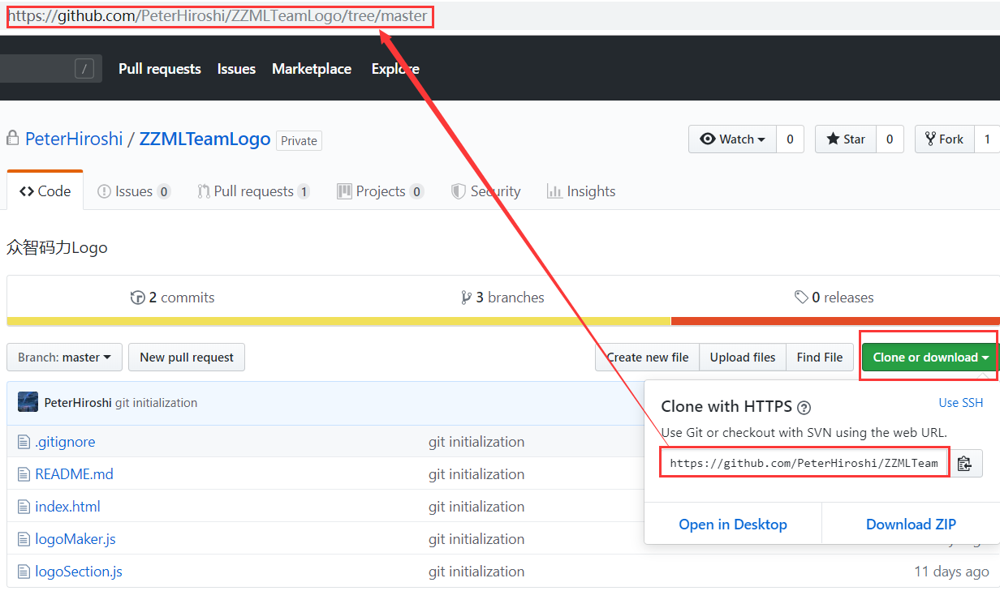 https://github.com/PeterHiroshi/ZZMLTeamLogo/tree/master
/ Pull requests Issues Marketplace Explore
PeterHiroshi / ZZMLTeamLogo Private Watch 0 Star 0 Fork 1
Code Issues 0 Pull requests 1 Projects 0 Security Insights
众智码力Logo
2 commits 3 branches 0 releases
Branch: master New pull request Create new file Upload files Find File Clone or download
PeterHiroshi git initialization
Clone with HTTPS ? Use SSH
Use Git or checkout with SVN using the web URL.
https://github.com/PeterHiroshi/ZZMLTeam
Open in Desktop Download ZIP
.gitignore git initialization
README.md git initialization
index.html git initialization
logoMaker.js git initialization
logoSection.js git initialization 11 days ago